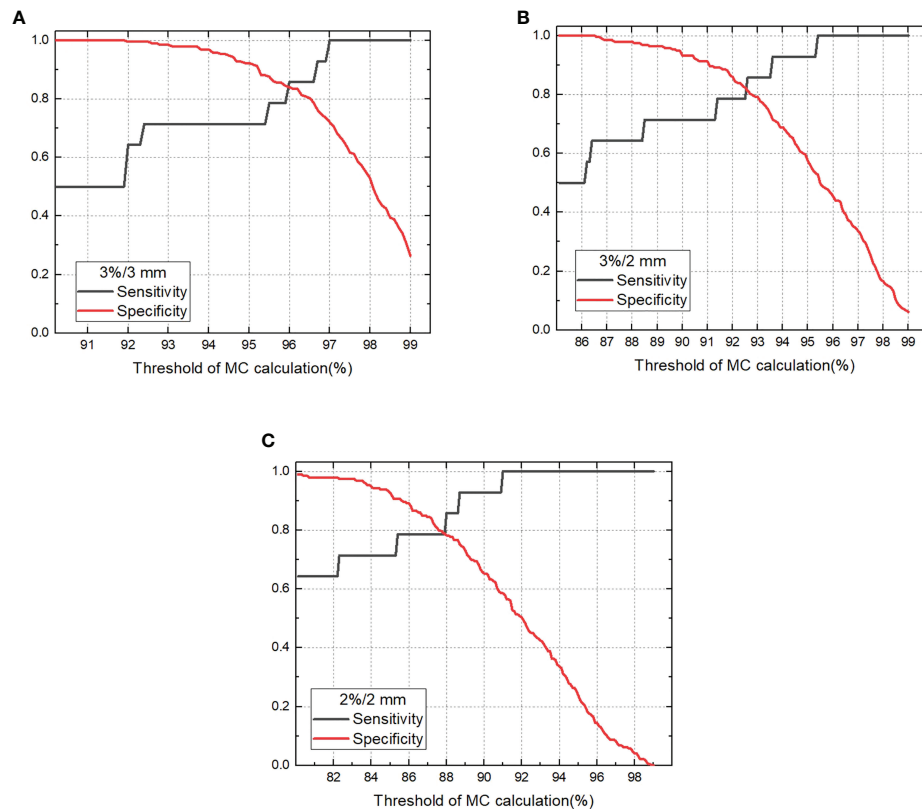 A
1.0
0.8
0.6
0.4
0.2
0.0
3%/3 mm
Sensitivity
Specificity
91 92 93 94 95 96 97 98 99
Threshold of MC calculation(%)
B
1.0
0.8
0.6
0.4
0.2
0.0
3%/2 mm
Sensitivity
Specificity
86 87 88 89 90 91 92 93 94 95 96 97 98 99
Threshold of MC calculation(%)
C
1.0
0.8
0.6
0.4
0.2
0.0
2%/2 mm
Sensitivity
Specificity
82 84 86 88 90 92 94 96 98
Threshold of MC calculation(%)